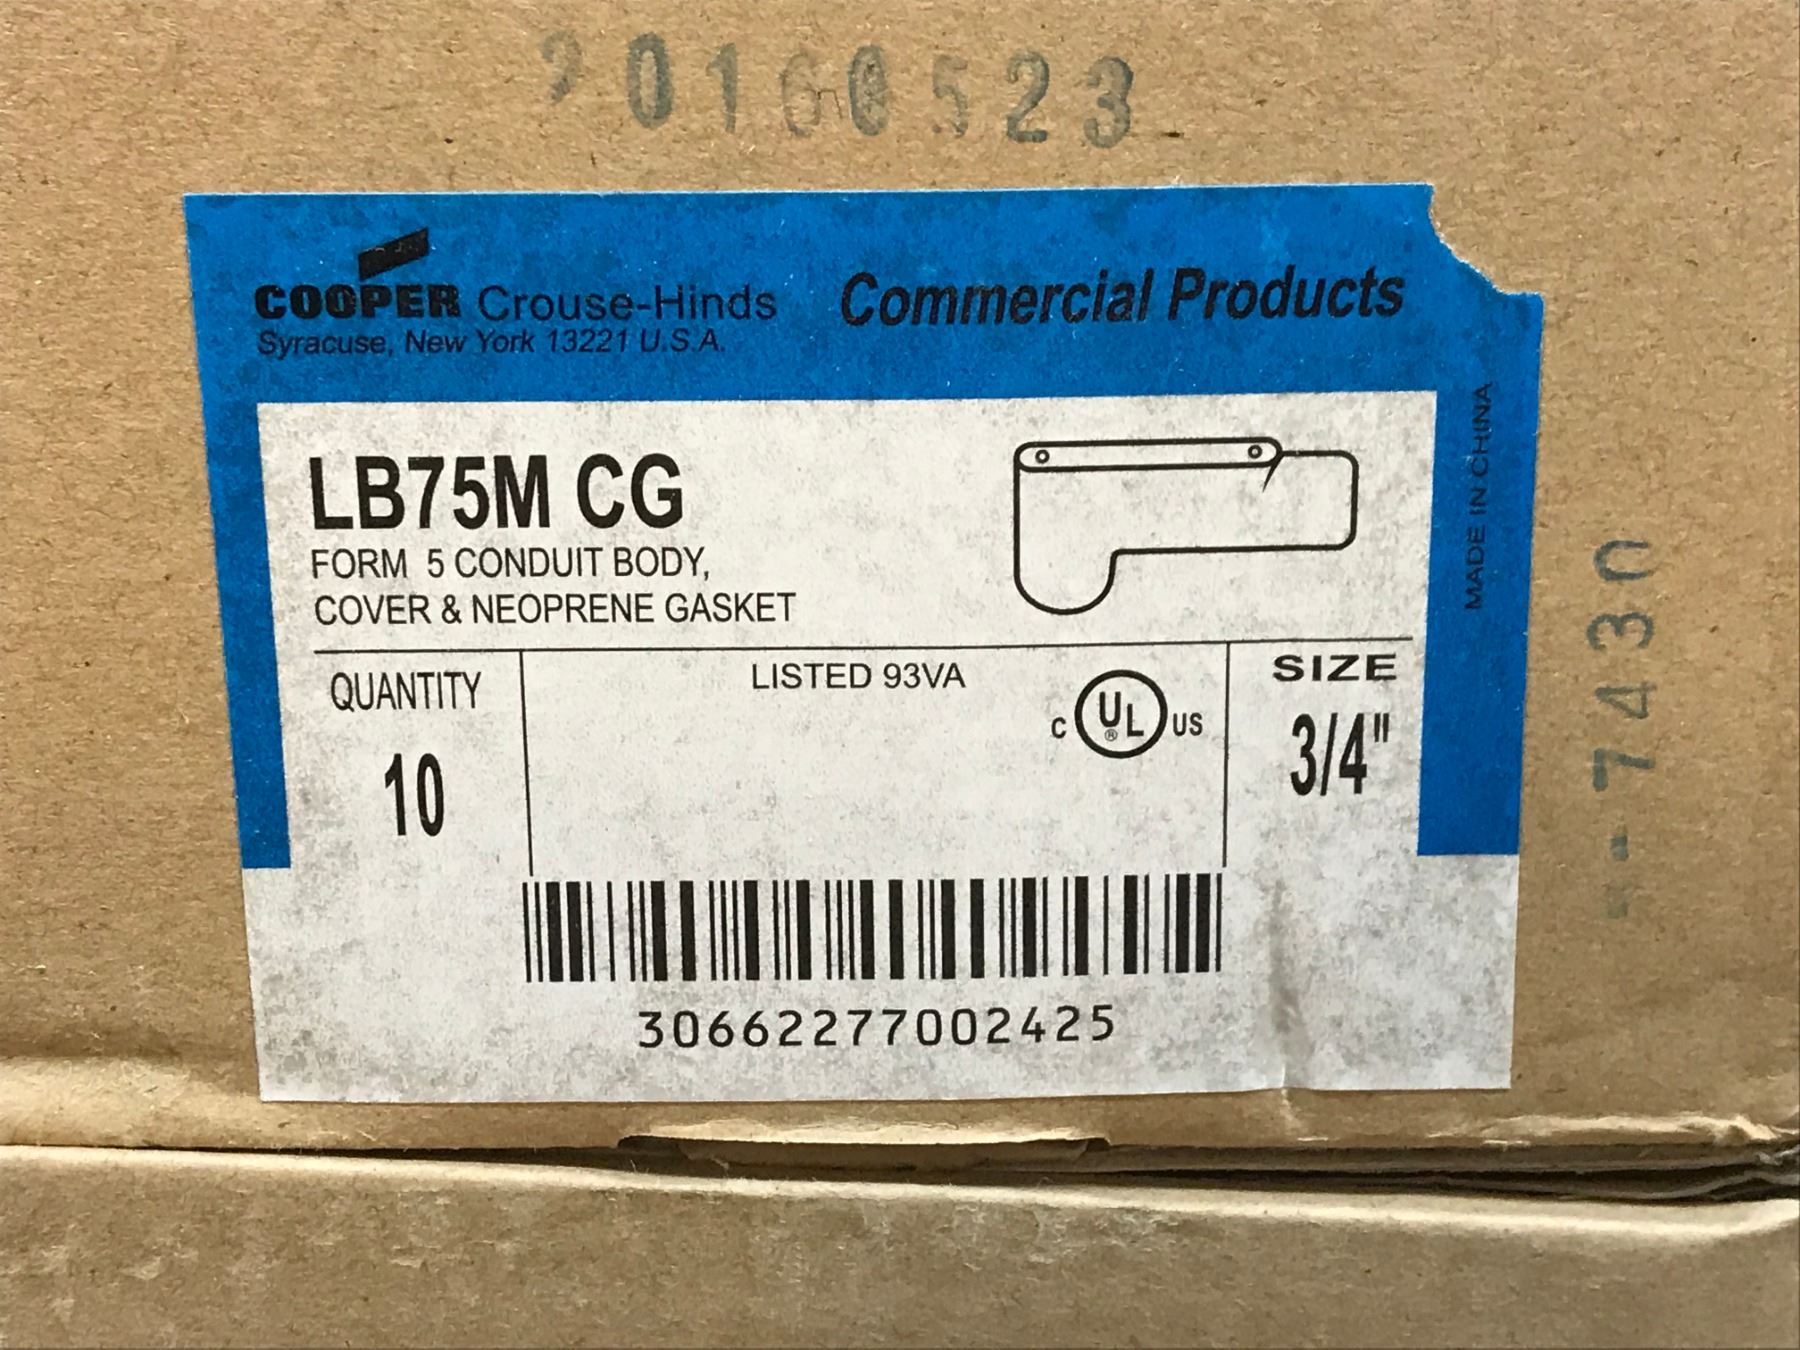 20160523
COOPER Crouse-Hinds
Syracuse, New York 13221 U.S.A.
Commercial Products
MADE IN CHINA
LB75M CG
FORM 5 CONDUIT BODY,
COVER & NEOPRENE GASKET
QUANTITY
10
LISTED 93VA
C UL® US
SIZE
3/4"
30662277002425
7430